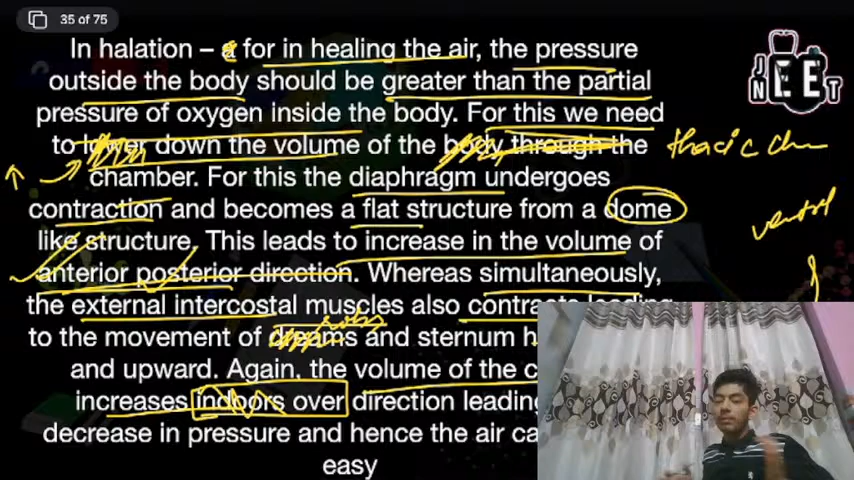 35 of 75
In halation – a for in healing the air, the pressure
outside the body should be greater than the partial
pressure of oxygen inside the body. For this we need
to lower down the volume of the body through the
chamber. For this the diaphragm undergoes
contraction and becomes a flat structure from a dome
like structure. This leads to increase in the volume of
anterior posterior direction. Whereas simultaneously,
the external intercostal muscles also contracts leading
to the movement of dreams and sternum
and upward. Again, the volume of the
increases indoors over direction
decrease in pressure and hence the air
easy
J
NEET
ribs